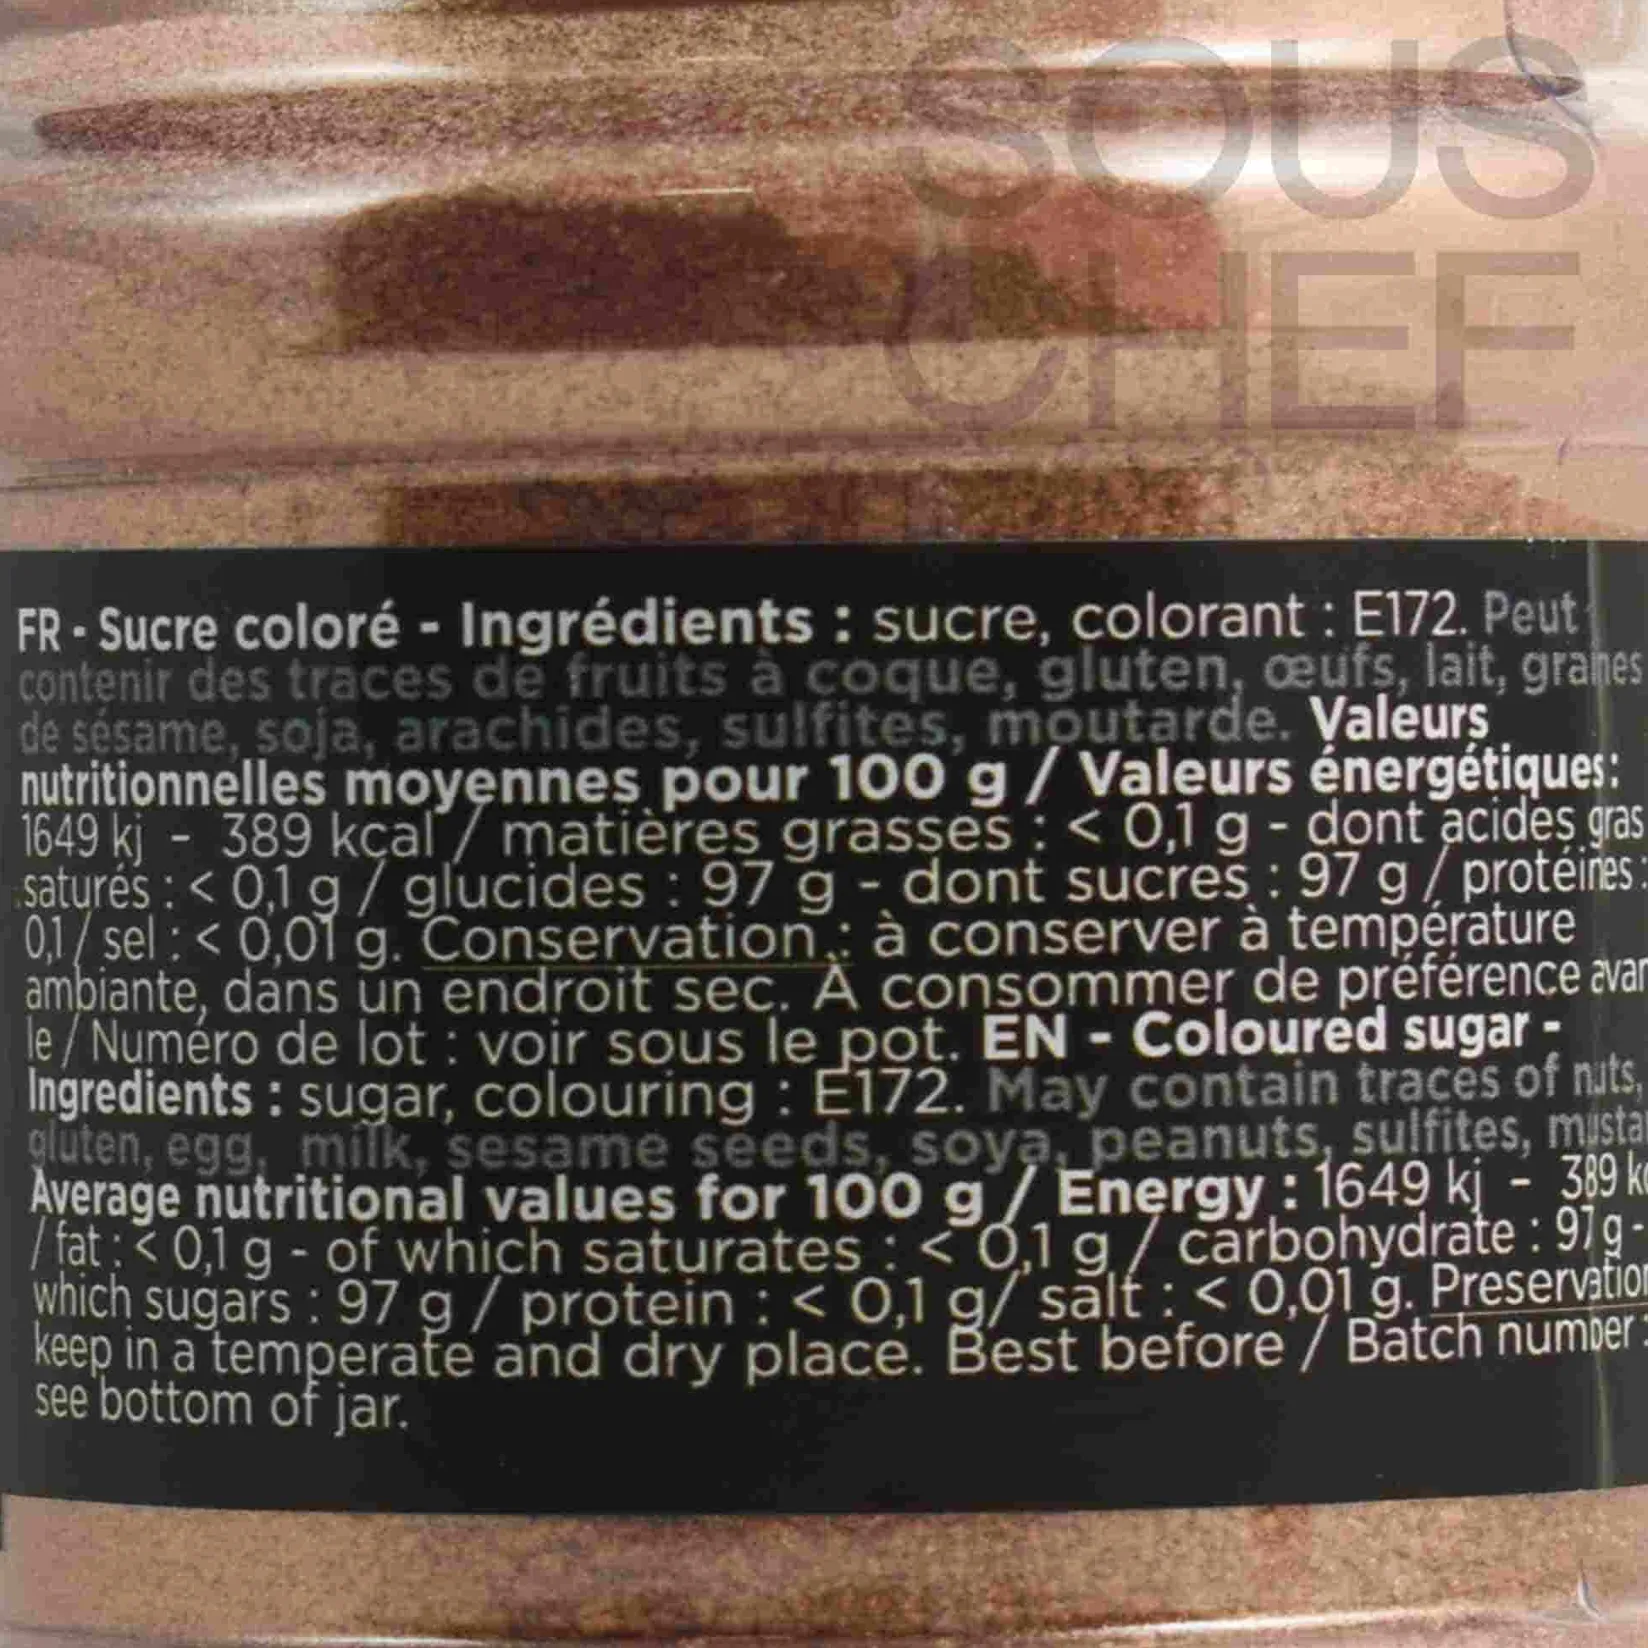 SOUS
CHEF
FR - Sucre coloré - Ingrédients : sucre, colorant : E172. Peut
contenir des traces de fruits à coque, gluten, œufs, lait, graines
de sésame, soja, arachides, sulfites, moutarde. Valeurs
nutritionnelles moyennes pour 100 g / Valeurs énergétiques:
1649 kj - 389 kcal / matières grasses : < 0,1 g - dont acides gras
saturés : < 0,1 g / glucides : 97 g - dont sucres : 97 g / protéines :
0,1 / sel : < 0,01 g. Conservation : à conserver à température
ambiante, dans un endroit sec. À consommer de préférence
le / Numéro de lot : voir sous le pot. EN - Coloured sugar -
Ingredients : sugar, colouring : E172. May contain traces of nuts,
gluten, egg, milk, sesame seeds, soya, peanuts, sulfites,
Average nutritional values for 100 g / Energy : 1649 kj - 389
/ fat : < 0,1 g - of which saturates : < 0,1 g / carbohydrate : 97 g -
which sugars : 97 g / protein : < 0,1 g/ salt : < 0,01 g. Preservation
keep in a temperate and dry place. Best before / Batch number :
see bottom of jar.